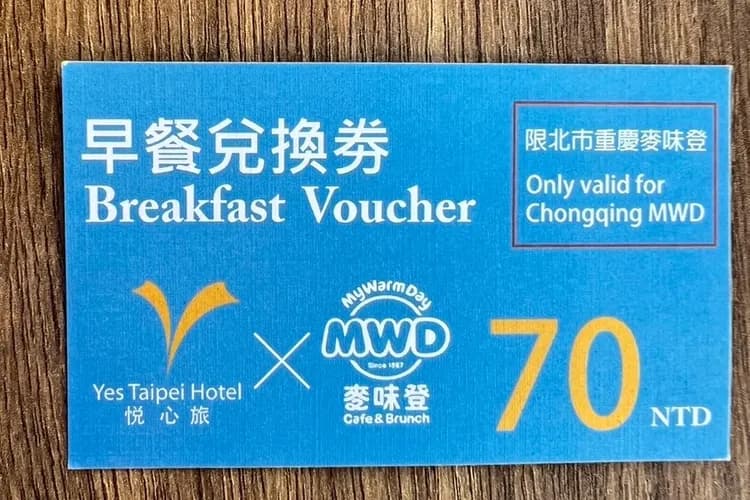 早餐兌換券
Breakfast Voucher
限北市重慶麥味登
Only valid for
Chongqing MWD
Yes Taipei Hotel
悅心旅
MyWarmDay
MWD
Since 1987
麥味登
Cafe & Brunch
70 NTD